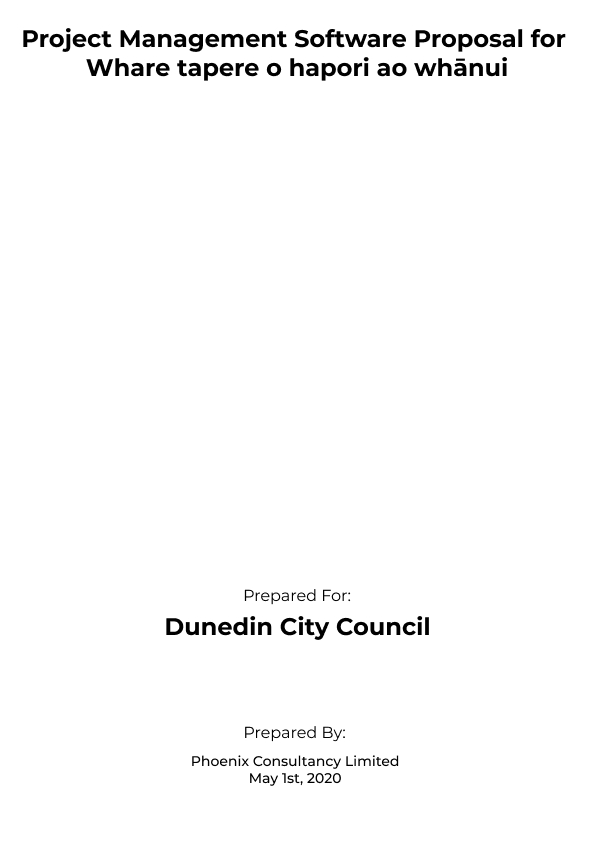 Project Management Software Proposal for
Whare tapere o hapori ao whānui
Prepared For:
Dunedin City Council
Prepared By:
Phoenix Consultancy Limited
May 1st, 2020